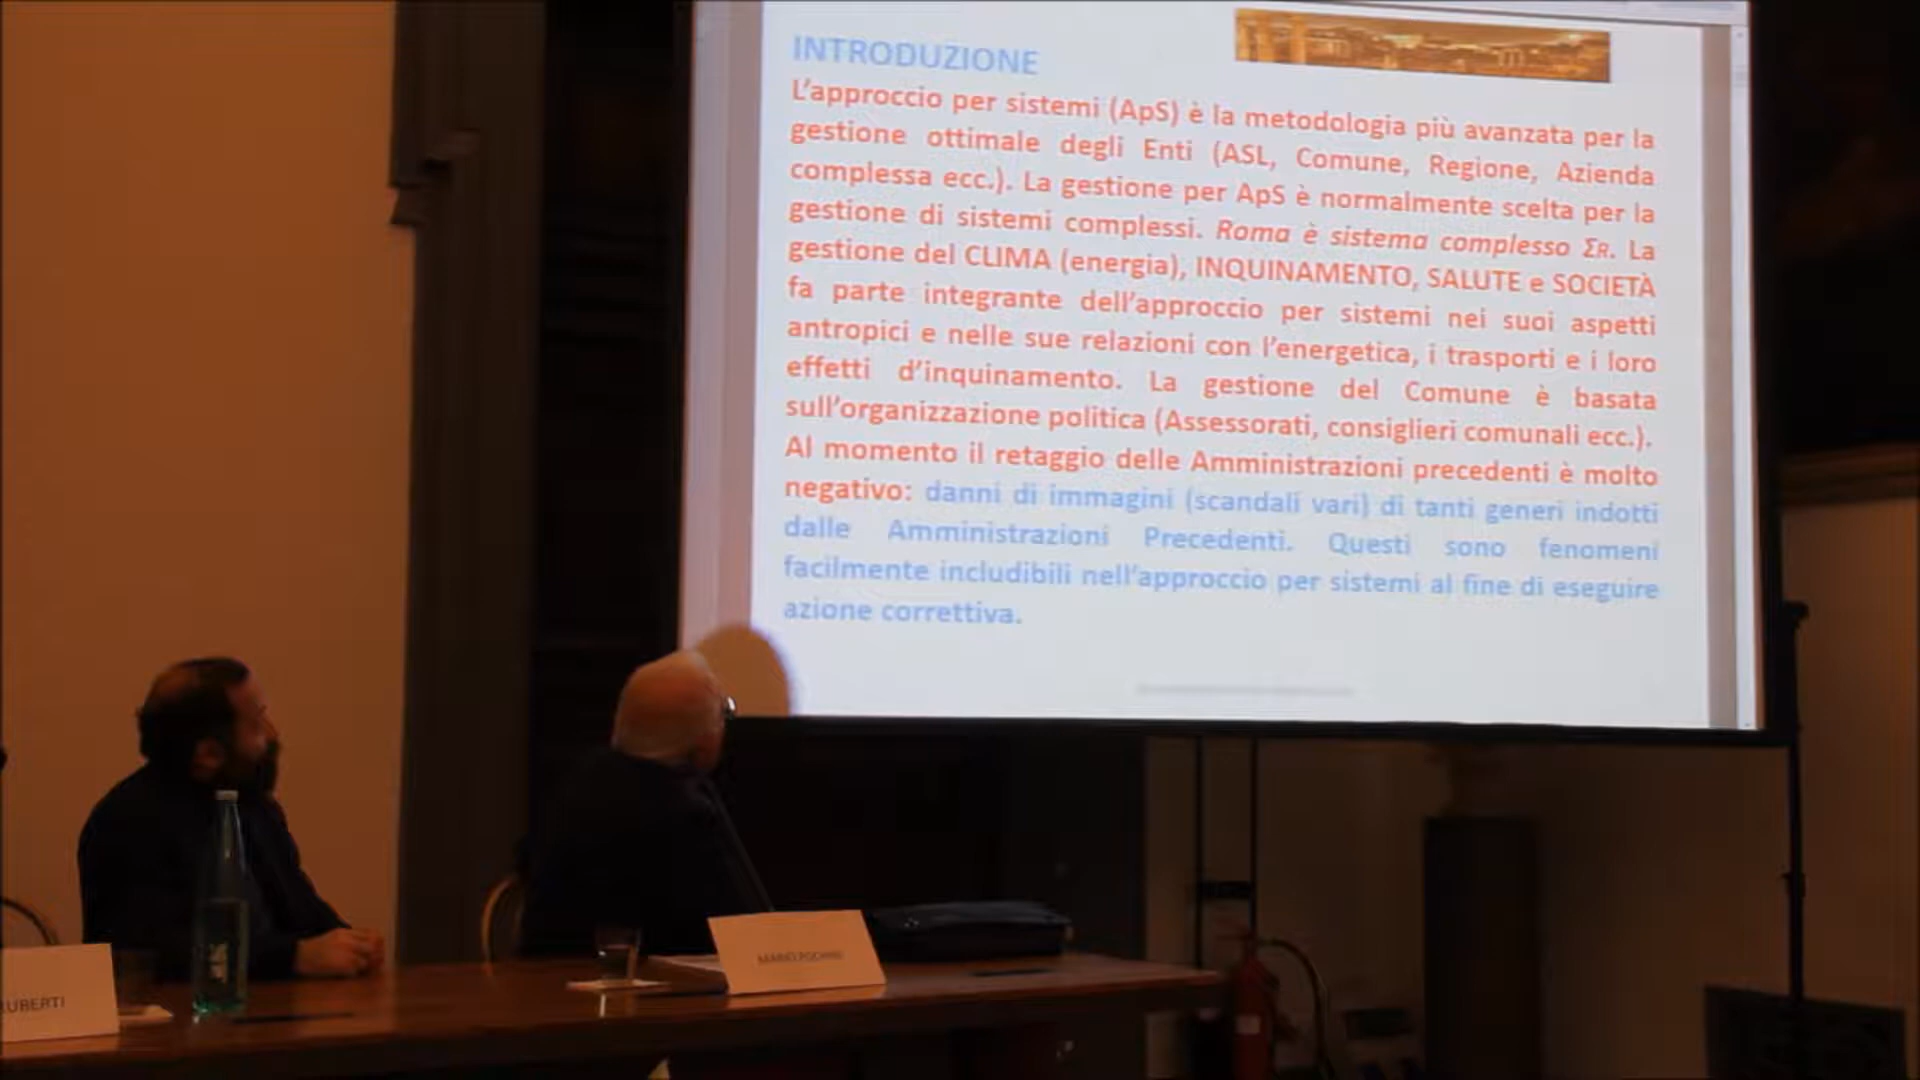 INTRODUZIONE
L'approccio per sistemi (ApS) è la metodologia più avanzata per la
gestione ottimale degli Enti (ASL, Comune, Regione, Azienda
complessa ecc.). La gestione per ApS è normalmente scelta per la
gestione di sistemi complessi. Roma è sistema complesso ΣR. La
gestione del CLIMA (energia), INQUINAMENTO, SALUTE e SOCIETÀ
fa parte integrante dell'approccio per sistemi nei suoi aspetti
antropici e nelle sue relazioni con l'energetica, i trasporti e i loro
effetti d'inquinamento. La gestione del Comune è basata
sull'organizzazione politica (Assessorati, consiglieri comunali ecc.).
Al momento il retaggio delle Amministrazioni precedenti è molto
negativo: danni di immagini (scandali vari) di tanti generi indotti
dalle Amministrazioni Precedenti. Questi sono fenomeni
facilmente includibili nell'approccio per sistemi al fine di eseguire
azione correttiva.
UBERTI
MARIO